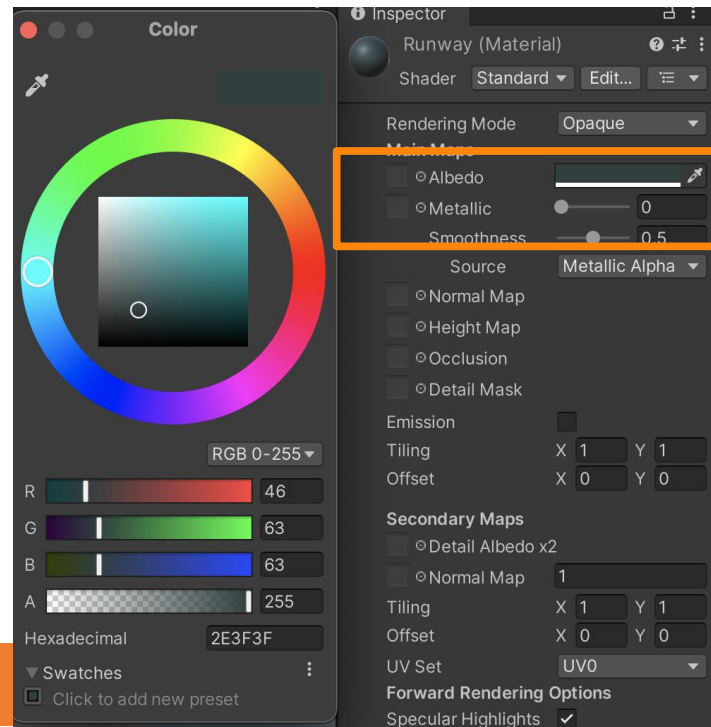 Color
RGB 0-255
R 46
G 63
B 63
A 255
Hexadecimal 2E3F3F
Swatches
Click to add new preset
Inspector
Runway (Material)
Shader Standard Edit...
Rendering Mode Opaque
Main Maps
Albedo
Metallic 0
Smoothness 0.5
Source Metallic Alpha
Normal Map
Height Map
Occlusion
Detail Mask
Emission
Tiling X 1 Y 1
Offset X 0 Y 0
Secondary Maps
Detail Albedo x2
Normal Map 1
Tiling X 1 Y 1
Offset X 0 Y 0
UV Set UV0
Forward Rendering Options
Specular Highlights